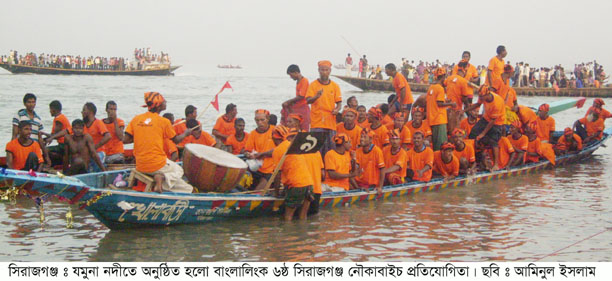 সিরাজগঞ্জ ঃ যমুনা নদীতে অনুষ্ঠিত হলো বাংলালিংক ৬ষ্ঠ সিরাজগঞ্জ নৌকাবাইচ প্রতিযোগিতা। ছবি ঃ আমিনুল ইসলাম